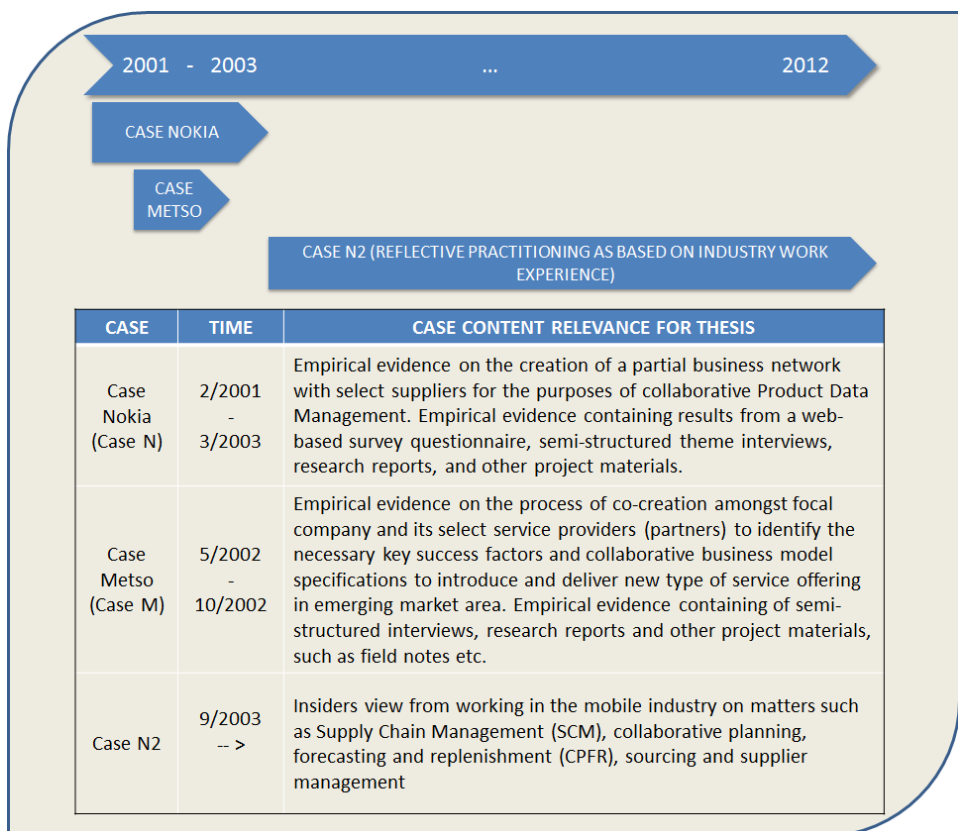 2001 - 2003 ... 2012
CASE NOKIA
CASE
METSO
CASE N2 (REFLECTIVE PRACTITIONING AS BASED ON INDUSTRY WORK
EXPERIENCE)
CASE TIME CASE CONTENT RELEVANCE FOR THESIS
Case
Nokia
(Case N)
2/2001
-
3/2003
Empirical evidence on the creation of a partial business network
with select suppliers for the purposes of collaborative Product Data
Management. Empirical evidence containing results from a web-
based survey questionnaire, semi-structured theme interviews,
research reports, and other project materials.
Case
Metso
(Case M)
5/2002
-
10/2002
Empirical evidence on the process of co-creation amongst focal
company and its select service providers (partners) to identify the
necessary key success factors and collaborative business model
specifications to introduce and deliver new type of service offering
in emerging market area. Empirical evidence containing of semi-
structured interviews, research reports and other project materials,
such as field notes etc.
Case N2
9/2003
-- >
Insiders view from working in the mobile industry on matters such
as Supply Chain Management (SCM), collaborative planning,
forecasting and replenishment (CPFR), sourcing and supplier
management